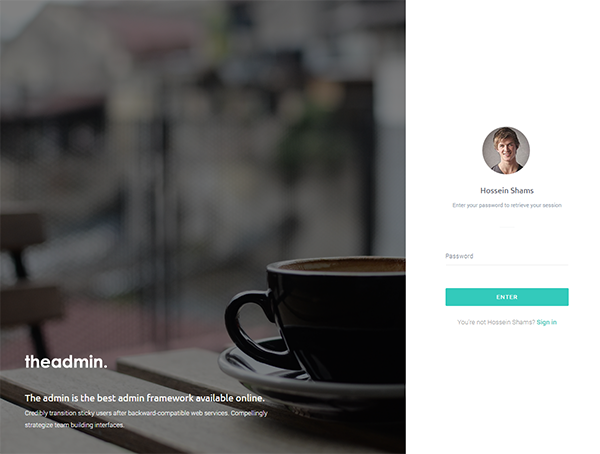 theadmin.
The admin is the best admin framework available online.
Credibly transition sticky users after backward-compatible web services. Compellingly
strategize team building interfaces.
Hossein Shams
Enter your password to retrieve your session
Password
ENTER
You're not Hossein Shams? Sign in